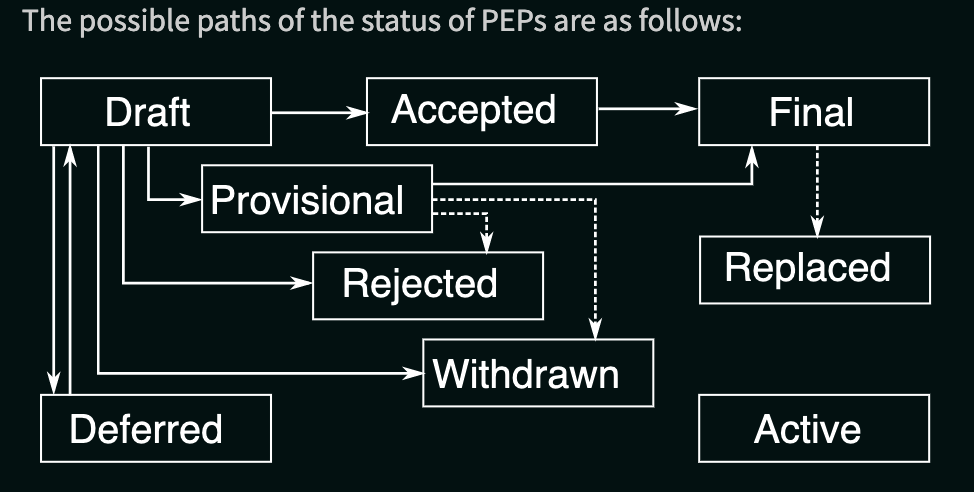 The possible paths of the status of PEPs are as follows:
Draft
Accepted
Final
Provisional
Rejected
Replaced
Withdrawn
Deferred
Active